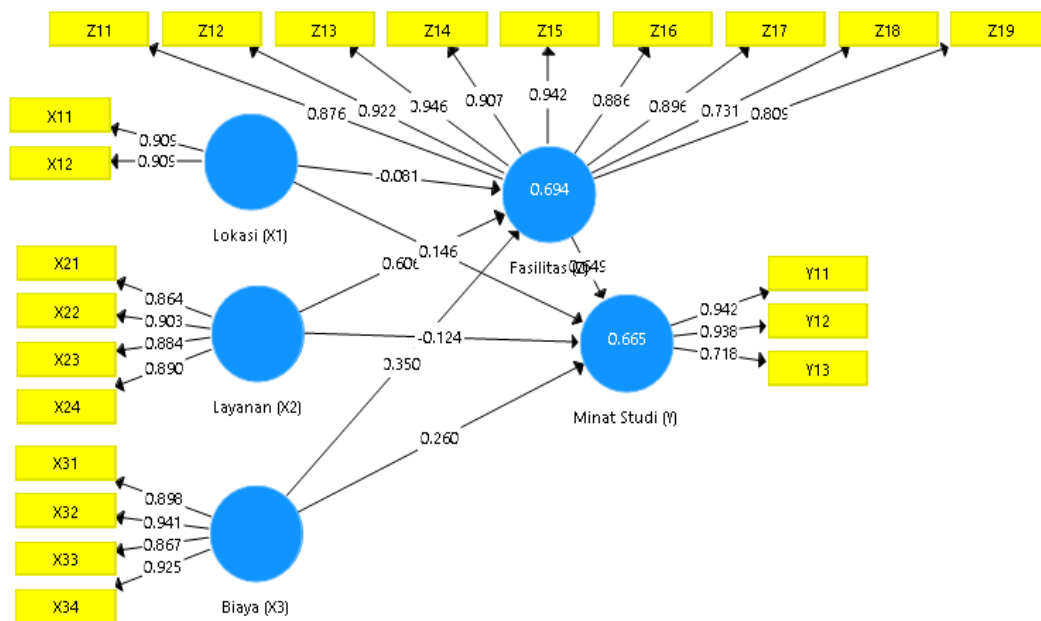 Z11 Z12 Z13 Z14 Z15 Z16 Z17 Z18 Z19
0.876 0.922 0.946 0.907 0.942 0.886 0.896 0.731 0.809
X11
0.909
X12
0.909
-0.081
0.694
Lokasi (X1)
0.146
0.606
Fasilitas (Z)
0.649
X21
0.864
X22
0.903
X23
0.884
X24
0.890
-0.124
0.350
Layanan (X2)
0.665
Minat Studi (Y)
Y11
0.942
Y12
0.938
Y13
0.718
0.260
X31
0.898
X32
0.941
X33
0.867
X34
0.925
Biaya (X3)